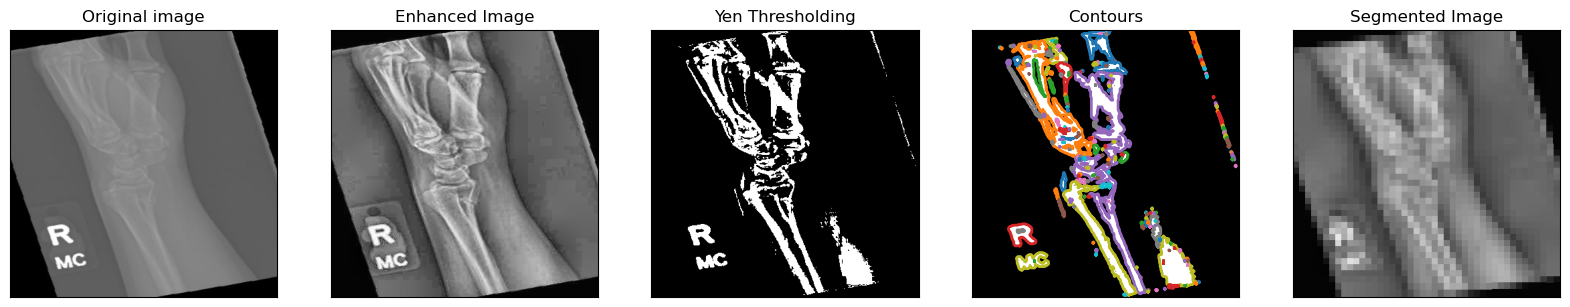 Original image
Enhanced Image
Yen Thresholding
Contours
Segmented Image
R
MC
R
MC
R
MC
R
MC